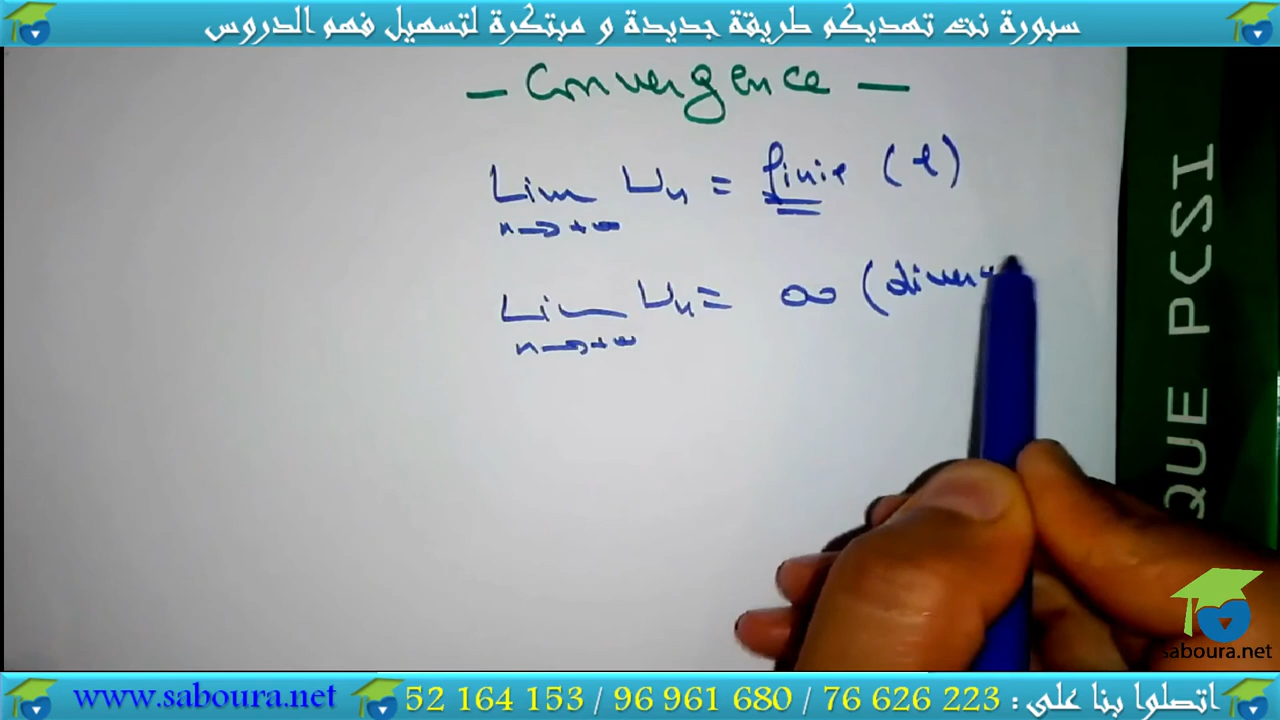 سبورة نت تهديكم طريقة جديدة و مبتكرة لتسهيل فهم الدروس
- Convergence -
Lim Un = finie (l)
n→+∞
Lim Un = ∞ (diver
n→+∞
QUE PCSI
saboura.net
www.saboura.net 52 164 153 / 96 961 680 / 76 626 223 : اتصلوا بنا على